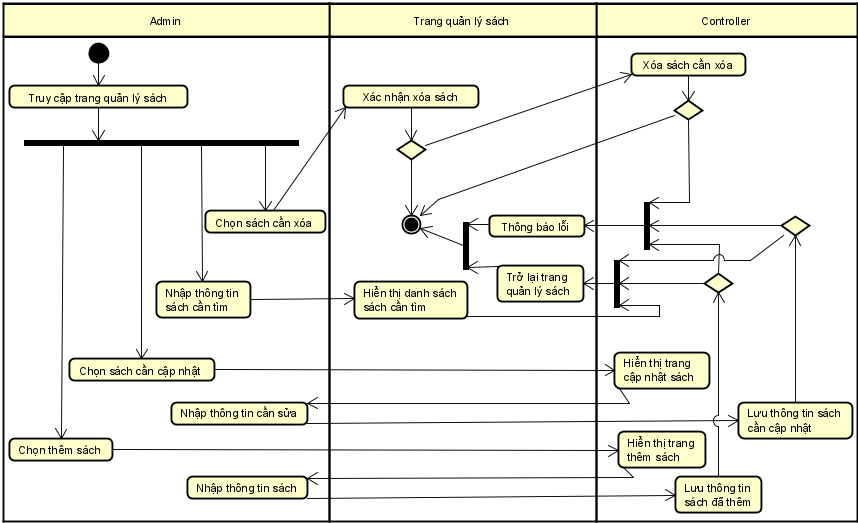 Admin
Trang quản lý sách
Controller
Truy cập trang quản lý sách
Xác nhận xóa sách
Xóa sách cần xóa
Chọn sách cần xóa
Thông báo lỗi
Nhập thông tin
sách cần tìm
Hiển thị danh sách
sách cần tìm
Trở lại trang
quản lý sách
Chọn sách cần cập nhật
Hiển thị trang
cập nhật sách
Nhập thông tin cần sửa
Lưu thông tin sách
cần cập nhật
Chọn thêm sách
Hiển thị trang
thêm sách
Nhập thông tin sách
Lưu thông tin
sách đã thêm